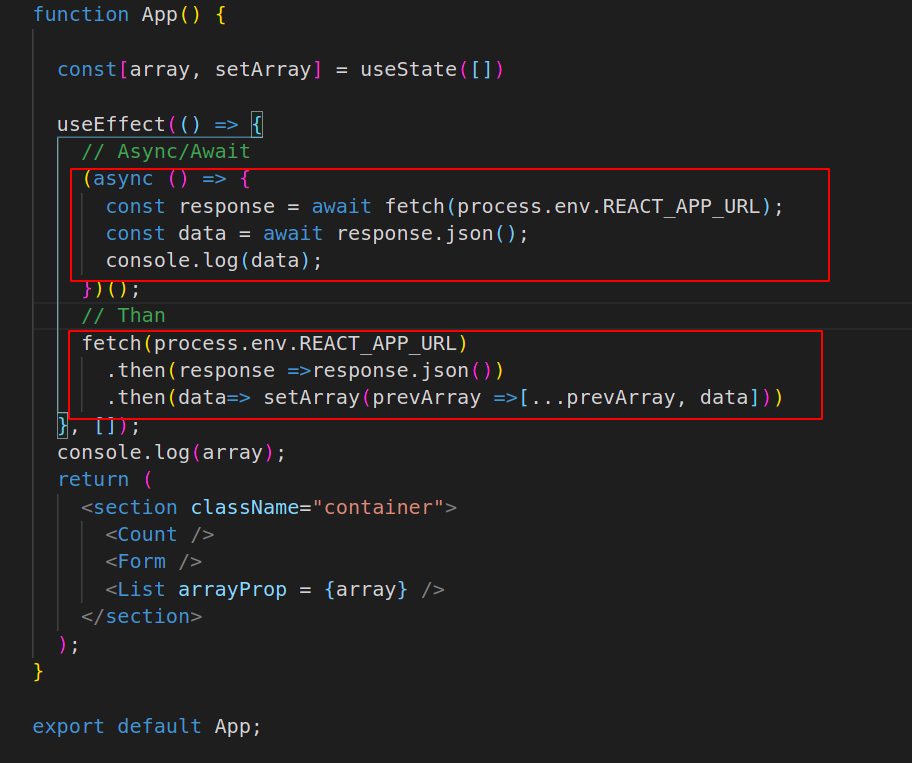 function App() {
const[array, setArray] = useState([])
useEffect(() => {
// Async/Await
(async () => {
const response = await fetch(process.env.REACT_APP_URL);
const data = await response.json();
console.log(data);
})();
// Than
fetch(process.env.REACT_APP_URL)
.then(response =>response.json())
.then(data=> setArray(prevArray =>[...prevArray, data]))
}, []);
console.log(array);
return (
<section className="container">
<Count />
<Form />
<List arrayProp = {array} />
</section>
);
}
export default App;